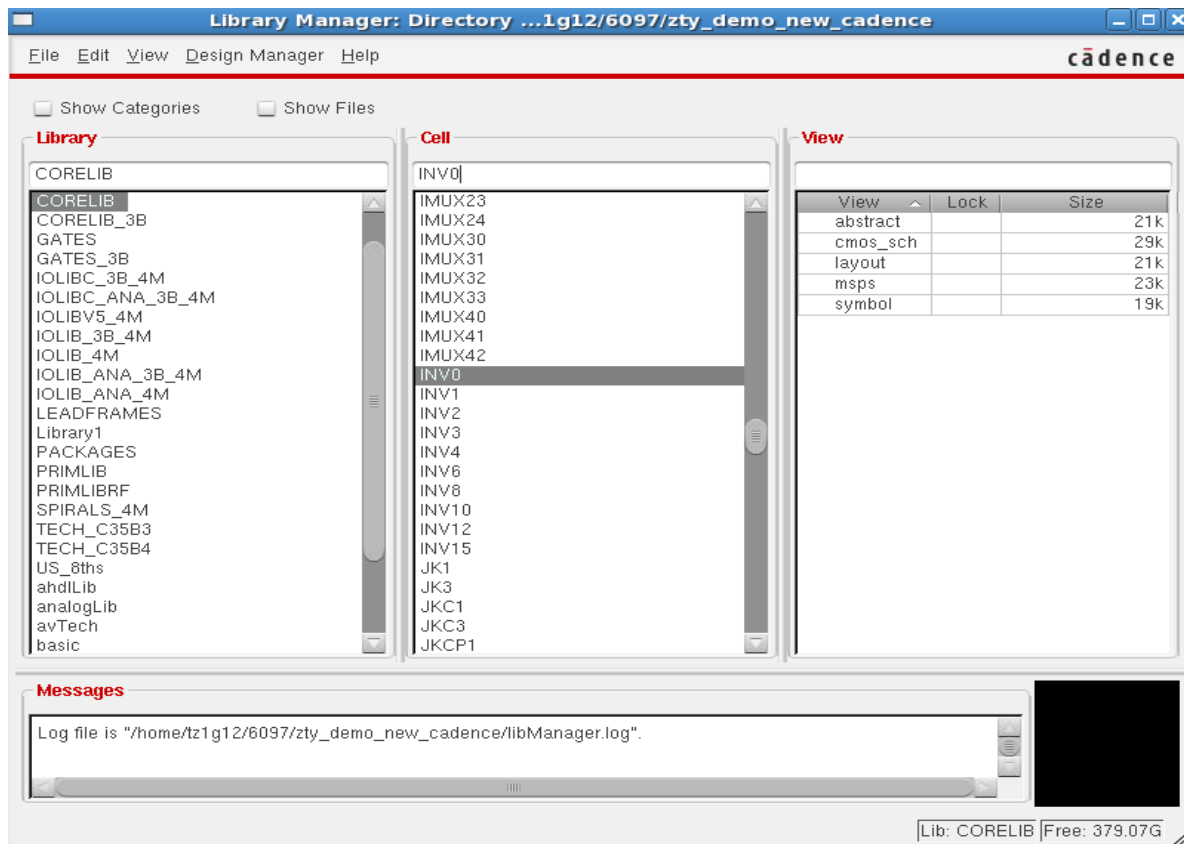 Library Manager: Directory ...1g12/6097/zty_demo_new_cadence
File Edit View Design Manager Help
cādence
Show Categories Show Files
Library
CORELIB
CORELIB
CORELIB_3B
GATES
GATES_3B
IOLIBC_3B_4M
IOLIBC_ANA_3B_4M
IOLIBV5_4M
IOLIB_3B_4M
IOLIB_4M
IOLIB_ANA_3B_4M
IOLIB_ANA_4M
LEADFRAMES
Library1
PACKAGES
PRIMLIB
PRIMLIBRF
SPIRALS_4M
TECH_C35B3
TECH_C35B4
US_8ths
ahdlLib
analogLib
avTech
basic
Cell
INV0
IMUX23
IMUX24
IMUX30
IMUX31
IMUX32
IMUX33
IMUX40
IMUX41
IMUX42
INV0
INV1
INV2
INV3
INV4
INV6
INV8
INV10
INV12
INV15
JK1
JK3
JKC1
JKC3
JKCP1
View
View Lock Size
abstract 21k
cmos_sch 29k
layout 21k
msps 23k
symbol 19k
Messages
Log file is "/home/tz1g12/6097/zty_demo_new_cadence/libManager.log".
Lib: CORELIB Free: 379.07G